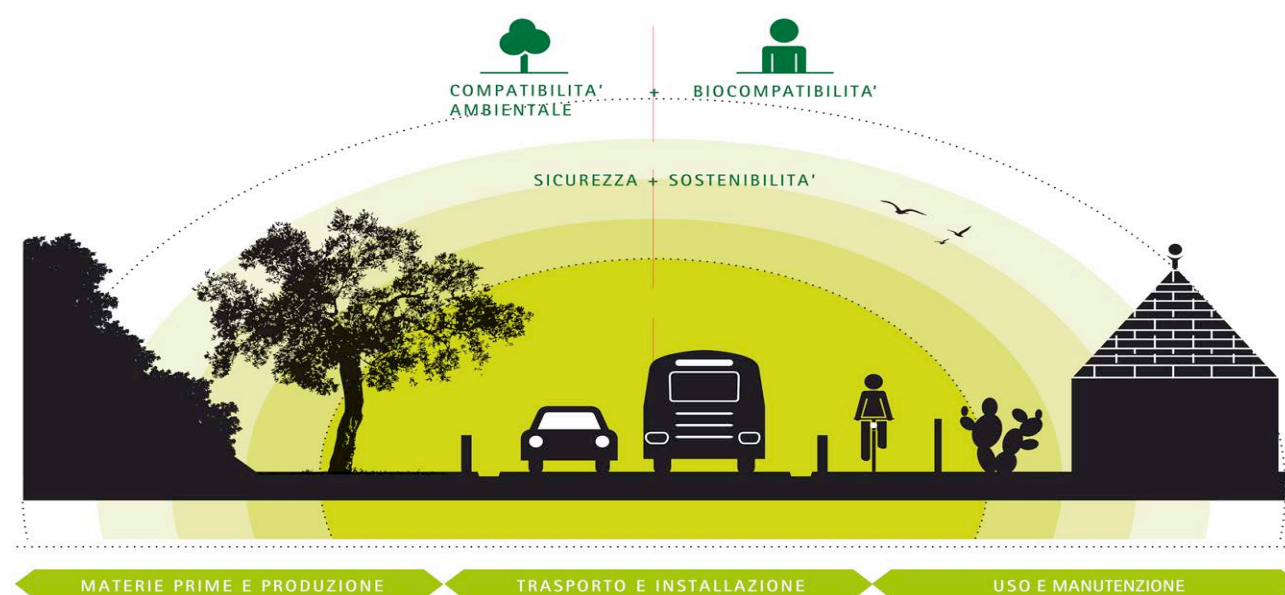 COMPATIBILITA' + BIOCOMPATIBILITA'
AMBIENTALE
SICUREZZA + SOSTENIBILITA'
MATERIE PRIME E PRODUZIONE
TRASPORTO E INSTALLAZIONE
USO E MANUTENZIONE